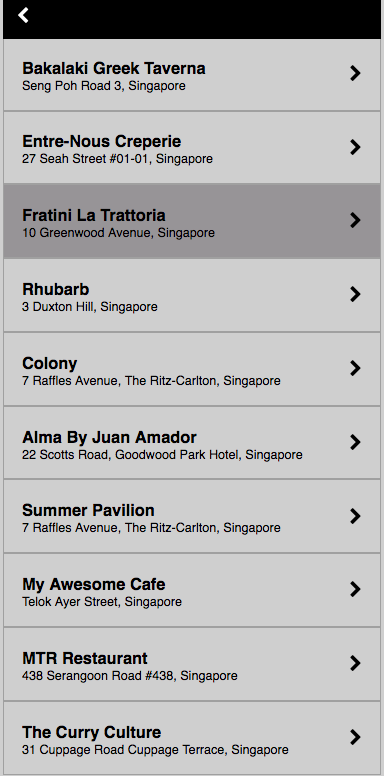 Bakalaki Greek Taverna
Seng Poh Road 3, Singapore
Entre-Nous Creperie
27 Seah Street #01-01, Singapore
Fratini La Trattoria
10 Greenwood Avenue, Singapore
Rhubarb
3 Duxton Hill, Singapore
Colony
7 Raffles Avenue, The Ritz-Carlton, Singapore
Alma By Juan Amador
22 Scotts Road, Goodwood Park Hotel, Singapore
Summer Pavilion
7 Raffles Avenue, The Ritz-Carlton, Singapore
My Awesome Cafe
Telok Ayer Street, Singapore
MTR Restaurant
438 Serangoon Road #438, Singapore
The Curry Culture
31 Cuppage Road Cuppage Terrace, Singapore